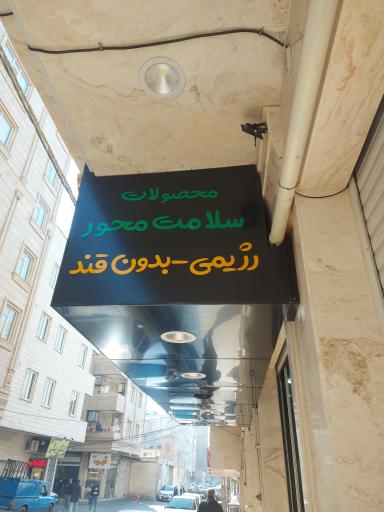 محصولات
سلامت محور
رژیمی-بدون قند